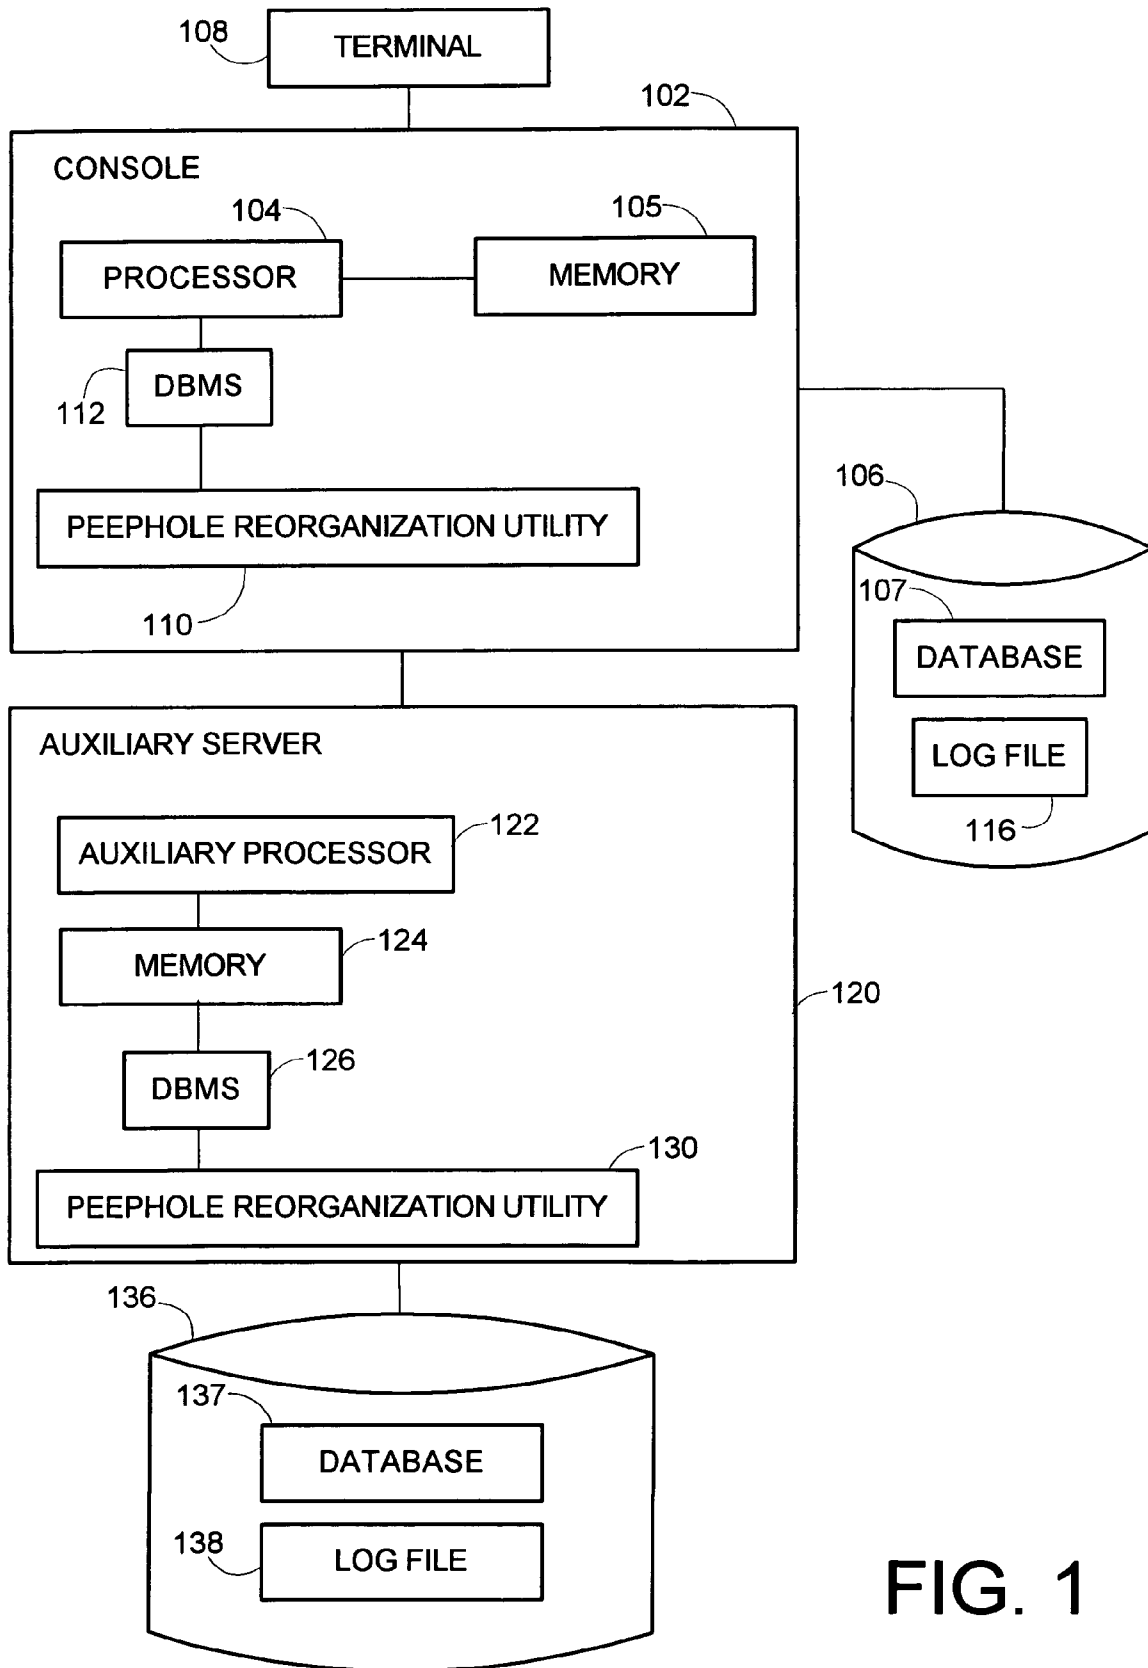 108
TERMINAL
102
CONSOLE
104
105
PROCESSOR
MEMORY
112
DBMS
106
PEEPHOLE REORGANIZATION UTILITY
107
110
DATABASE
LOG FILE
116
AUXILIARY SERVER
122
AUXILIARY PROCESSOR
124
MEMORY
120
126
DBMS
130
PEEPHOLE REORGANIZATION UTILITY
136
137
DATABASE
138
LOG FILE
FIG. 1